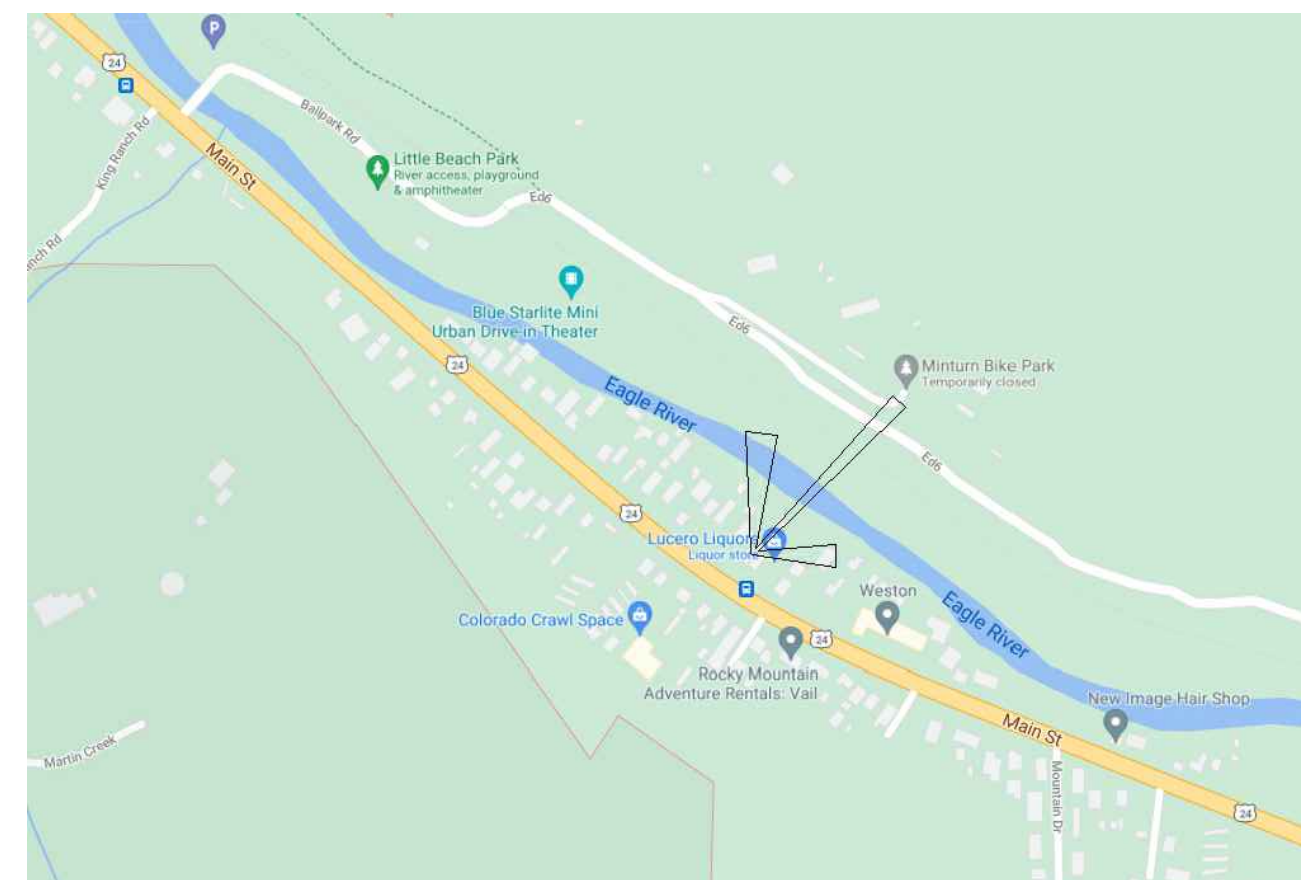 P
24
Ballpark Rd
King Ranch Rd
Main St
Little Beach Park
River access, playground
& amphitheater
Ed6
anch Rd
Blue Starlite Mini
Urban Drive-in Theater
Ed6
24
Minturn Bike Park
Temporarily closed
Eagle River
Ed6
24
Lucero Liquors
Liquor store
Weston
Eagle River
Colorado Crawl Space
24
Rocky Mountain
Adventure Rentals: Vail
New Image Hair Shop
Main St
Martin Creek
Mountain Dr
24